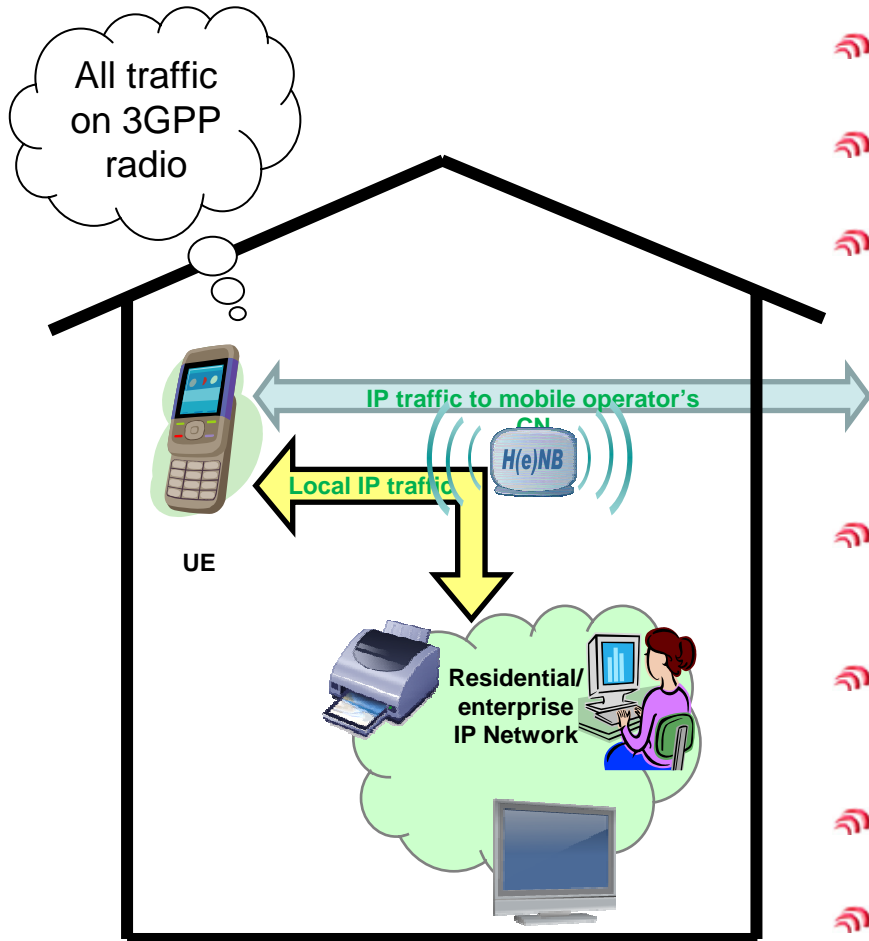 All traffic
on 3GPP
radio
IP traffic to mobile operator's
CN
H(e)NB
Local IP traffic
UE
Residential/
enterprise
IP Network